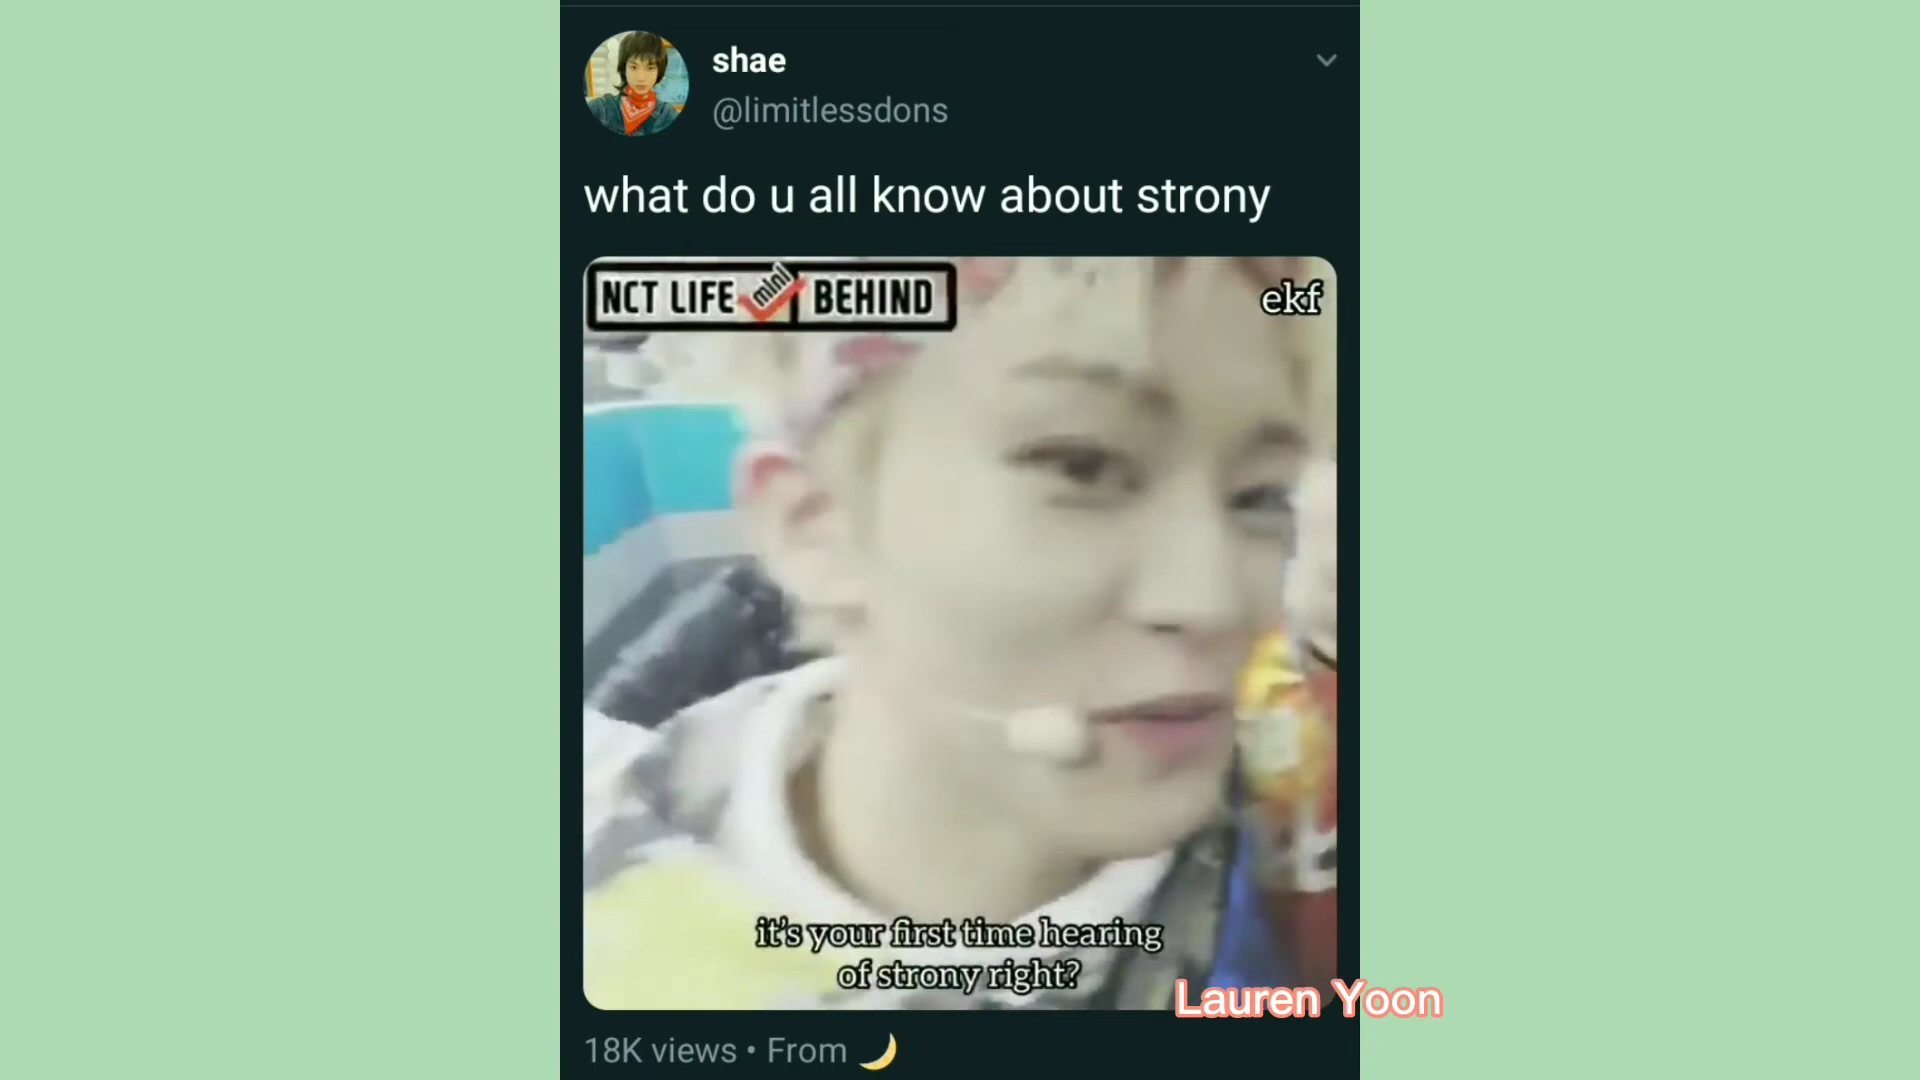 shae
@limitlessdons
what do u all know about strony
NCT LIFE mini BEHIND
ekf
it's your first time hearing
of strony right?
Lauren Yoon
18K views • From 🌙